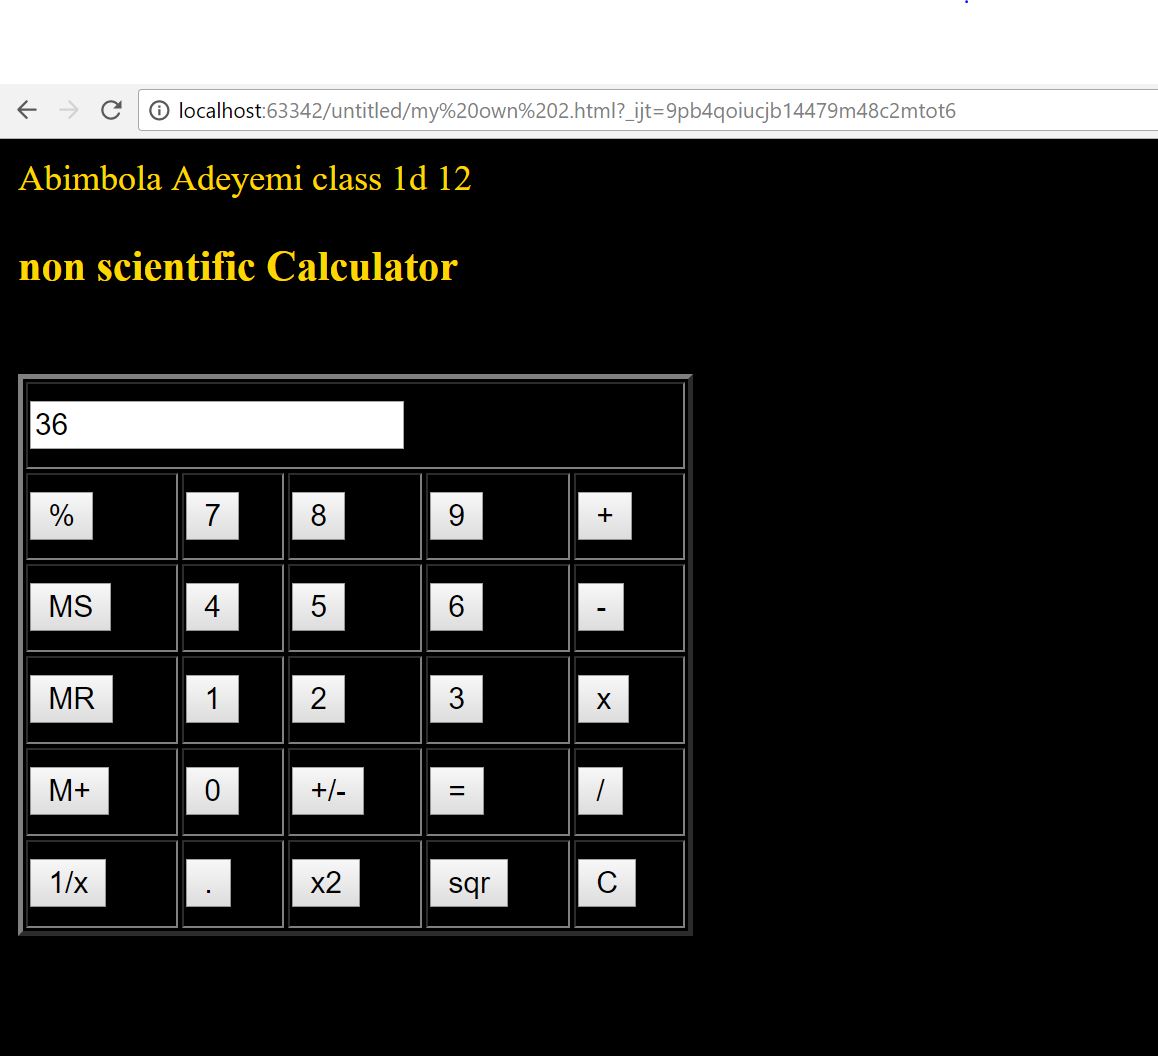 localhost:63342/untitled/my%20own%202.html?_ijt=9pb4qoiucjb14479m48c2mtot6
Abimbola Adeyemi class 1d 12
non scientific Calculator
36
% 7 8 9 +
MS 4 5 6 -
MR 1 2 3 x
M+ 0 +/- = /
1/x . x2 sqr C